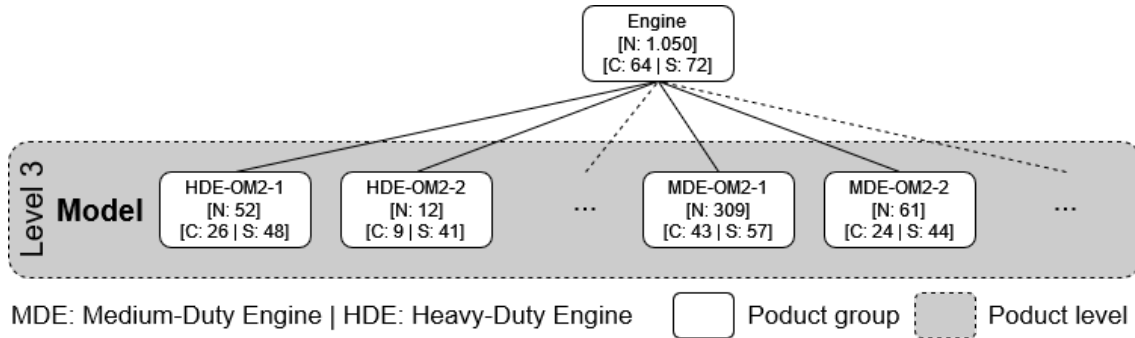 Engine
[N: 1.050]
[C: 64 | S: 72]
Level 3
Model
HDE-OM2-1
[N: 52]
[C: 26 | S: 48]
HDE-OM2-2
[N: 12]
[C: 9 | S: 41]
...
MDE-OM2-1
[N: 309]
[C: 43 | S: 57]
MDE-OM2-2
[N: 61]
[C: 24 | S: 44]
...
MDE: Medium-Duty Engine | HDE: Heavy-Duty Engine
Poduct group
Poduct level